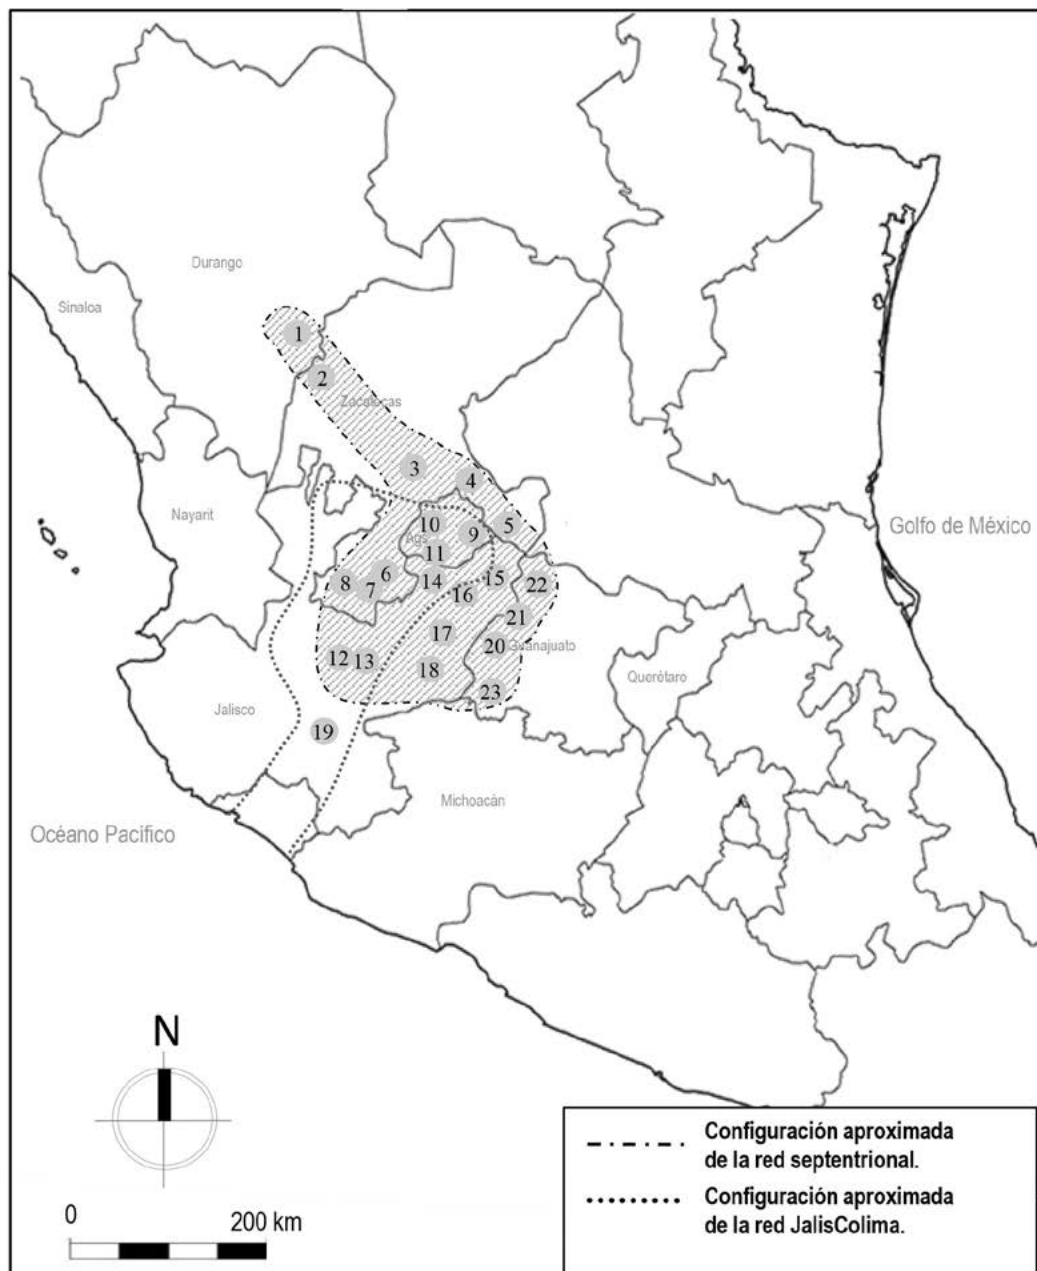 Durango
Sinaloa
1
2
Zacatecas
3
4
Nayarit
10
9
5
Ags
11
Golfo de México
8
7
6
14
15
22
16
21
17
20
Guanajuato
12
13
18
23
Querétaro
Jalisco
19
Michoacán
Océano Pacifico
N
0
200 km
Configuración aproximada
de la red septentrional.
Configuración aproximada
de la red JalisColima.